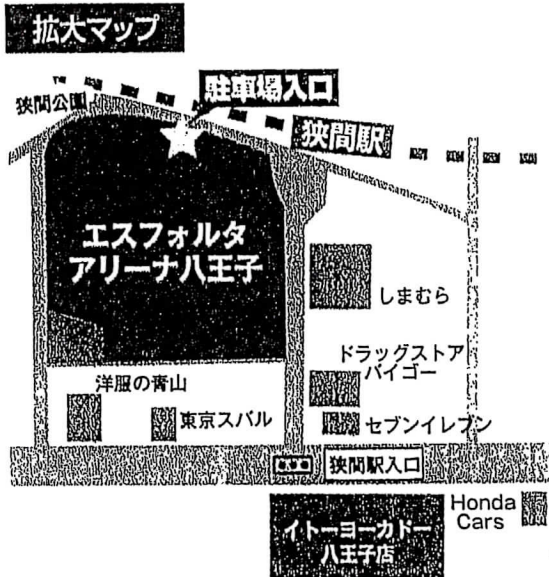 拡大マップ
狭間公園
駐車場入口
狭間駅
エスフォルタ
アリーナ八王子
しまむら
ドラッグストア
バイゴー
洋服の青山
東京スバル
セブンイレブン
狭間駅入口
イトーヨーカドー
八王子店
Honda
Cars